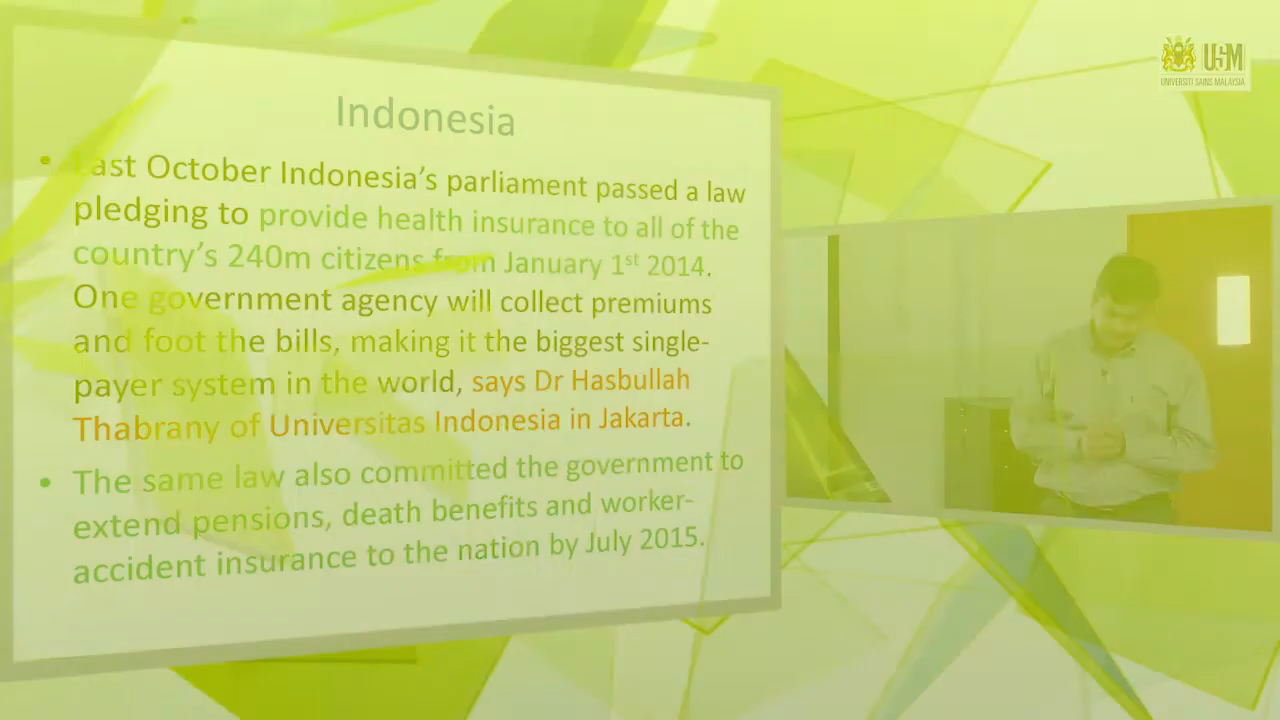 USM
UNIVERSITI SAINS MALAYSIA
Indonesia
• Last October Indonesia's parliament passed a law
pledging to provide health insurance to all of the
country's 240m citizens from January 1st 2014.
One government agency will collect premiums
and foot the bills, making it the biggest single-
payer system in the world, says Dr Hasbullah
Thabrany of Universitas Indonesia in Jakarta.
• The same law also committed the government to
extend pensions, death benefits and worker-
accident insurance to the nation by July 2015.